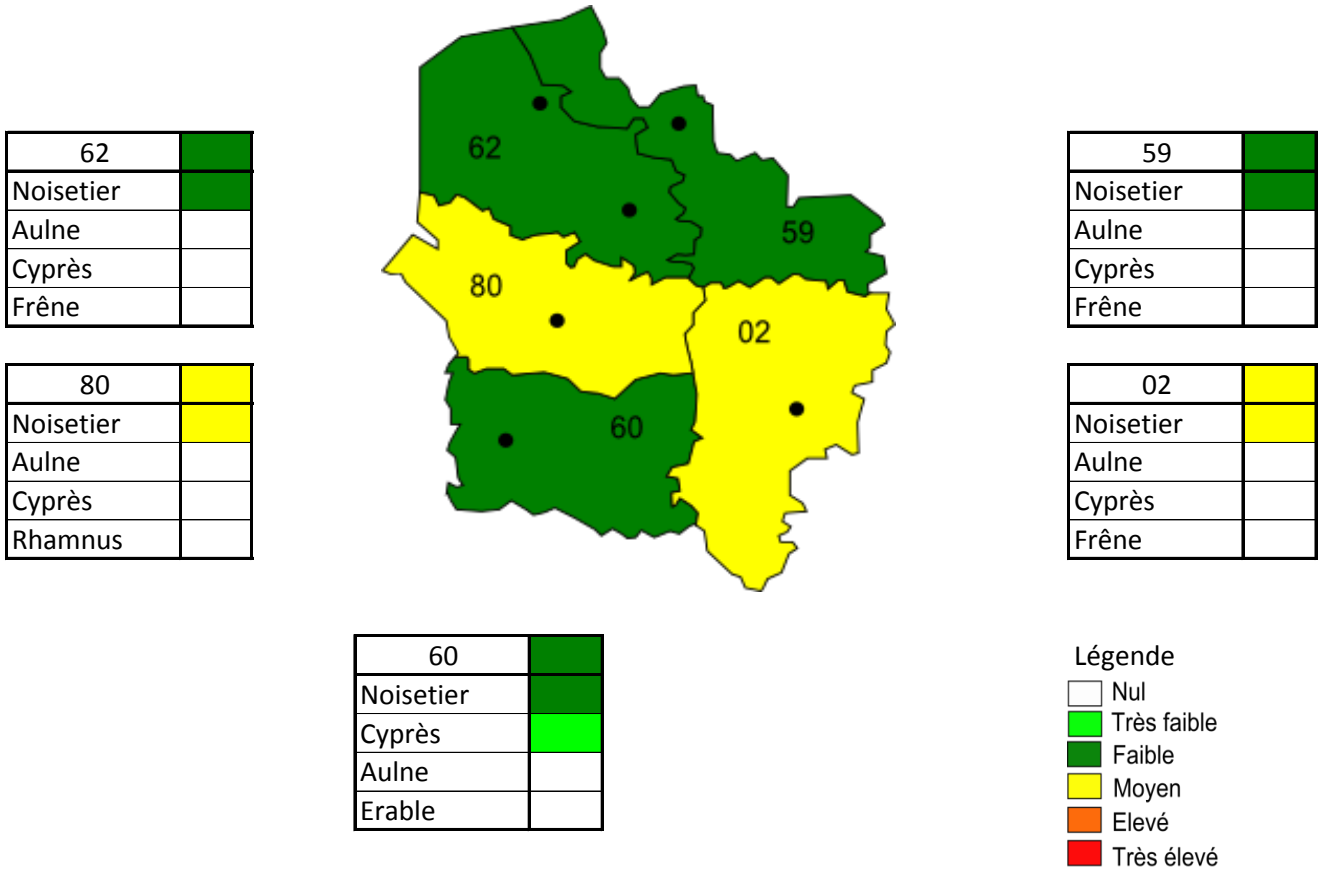 62
Noisetier
Aulne
Cyprès
Frêne
80
Noisetier
Aulne
Cyprès
Rhamnus
62
59
80
02
60
59
Noisetier
Aulne
Cyprès
Frêne
02
Noisetier
Aulne
Cyprès
Frêne
60
Noisetier
Cyprès
Aulne
Erable
Légende
Nul
Très faible
Faible
Moyen
Elevé
Très élevé